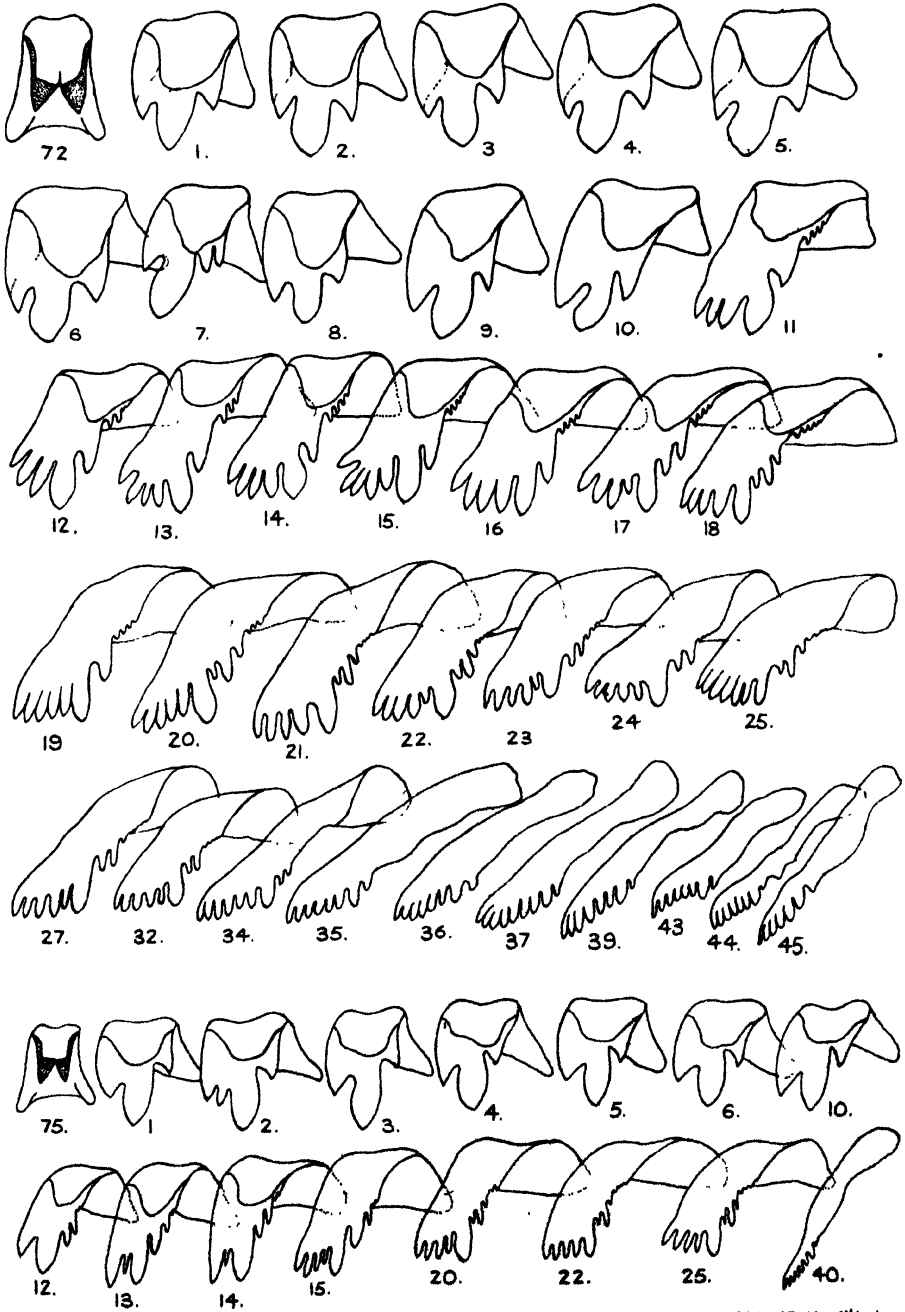 72 1. 2. 3 4. 5.
6 7. 8. 9. 10. 11
12. 13. 14. 15. 16 17 18
19 20. 21. 22. 23 24 25.
27. 32. 34. 35. 36. 37 39. 43 44. 45.
75. 1 2. 3. 4. 5. 6. 10.
12. 13. 14. 15. 20. 22. 25. 40.